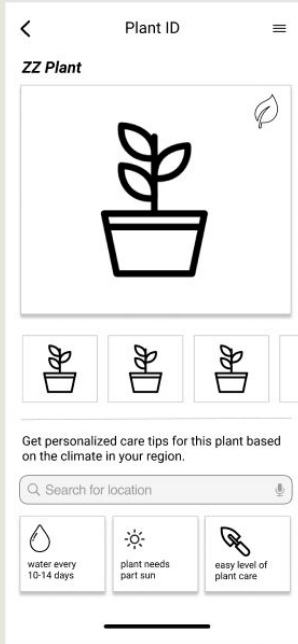 Plant ID
ZZ Plant
Get personalized care tips for this plant based
on the climate in your region.
Search for location
water every
10-14 days
plant needs
part sun
easy level of
plant care